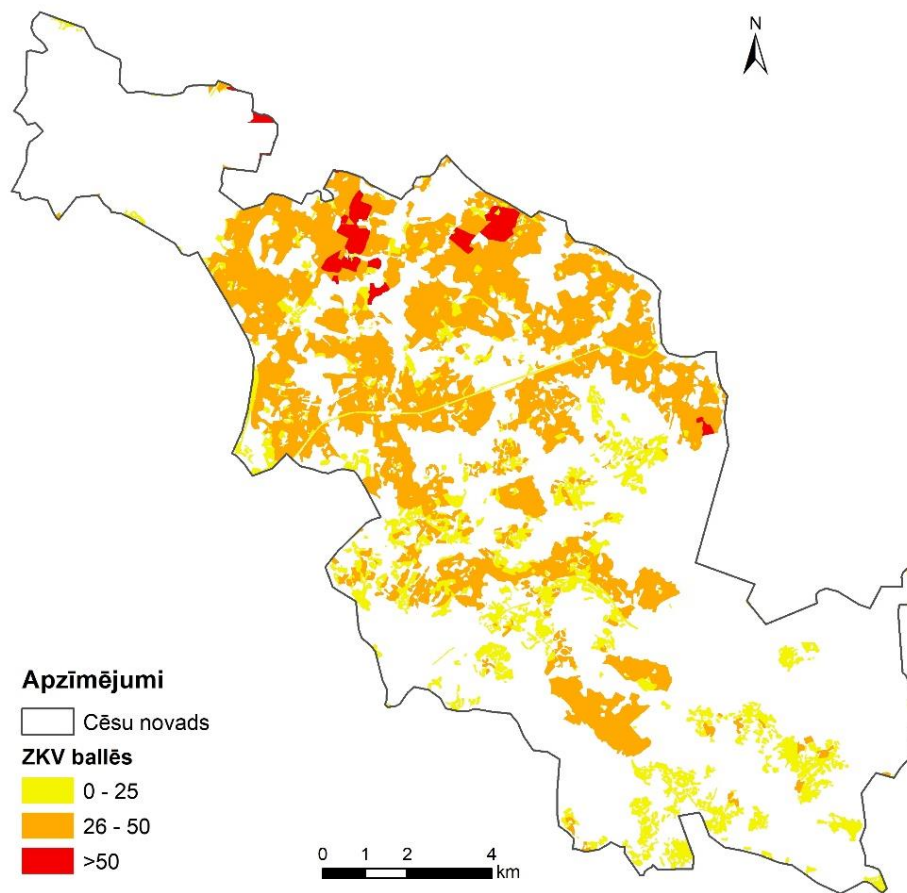 N
Apzīmējumi
Cēsu novads
ZKV ballēs
0 - 25
26 - 50
>50
0 1 2 4
km